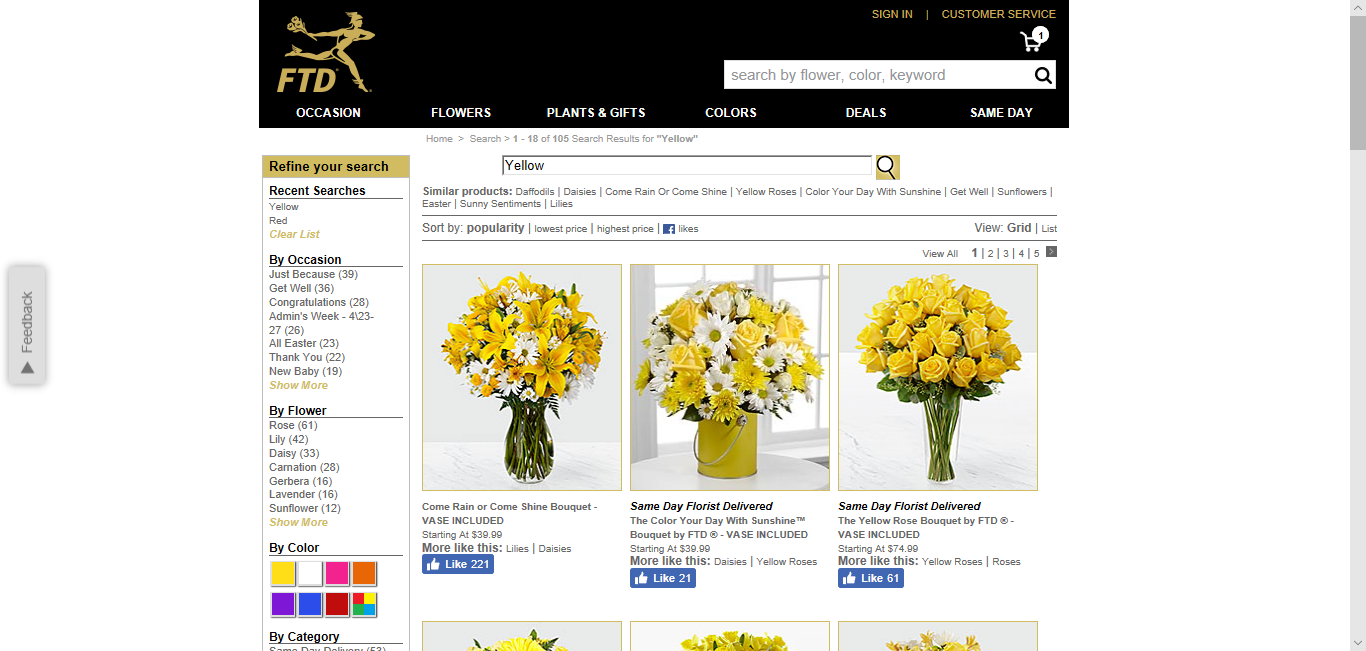 SIGN IN | CUSTOMER SERVICE
1
FTD
search by flower, color, keyword
OCCASION FLOWERS PLANTS & GIFTS COLORS DEALS SAME DAY
Home > Search > 1 - 18 of 105 Search Results for "Yellow"
Refine your search
Recent Searches
Yellow
Red
Clear List
By Occasion
Just Because (39)
Get Well (36)
Congratulations (28)
Admin's Week - 4\23-
27 (26)
All Easter (23)
Thank You (22)
New Baby (19)
Show More
By Flower
Rose (61)
Lily (42)
Daisy (33)
Carnation (28)
Gerbera (16)
Lavender (16)
Sunflower (12)
Show More
By Color
By Category
Same Day Delivery (53)
Feedback
Yellow
Similar products: Daffodils | Daisies | Come Rain Or Come Shine | Yellow Roses | Color Your Day With Sunshine | Get Well | Sunflowers |
Easter | Sunny Sentiments | Lilies
Sort by: popularity | lowest price | highest price | f likes
View: Grid | List
View All 1 | 2 | 3 | 4 | 5 >
Come Rain or Come Shine Bouquet -
VASE INCLUDED
Starting At $39.99
More like this: Lilies | Daisies
Like 221
Same Day Florist Delivered
The Color Your Day With Sunshine™
Bouquet by FTD ® - VASE INCLUDED
Starting At $39.99
More like this: Daisies | Yellow Roses
Like 21
Same Day Florist Delivered
The Yellow Rose Bouquet by FTD ® -
VASE INCLUDED
Starting At $74.99
More like this: Yellow Roses | Roses
Like 61